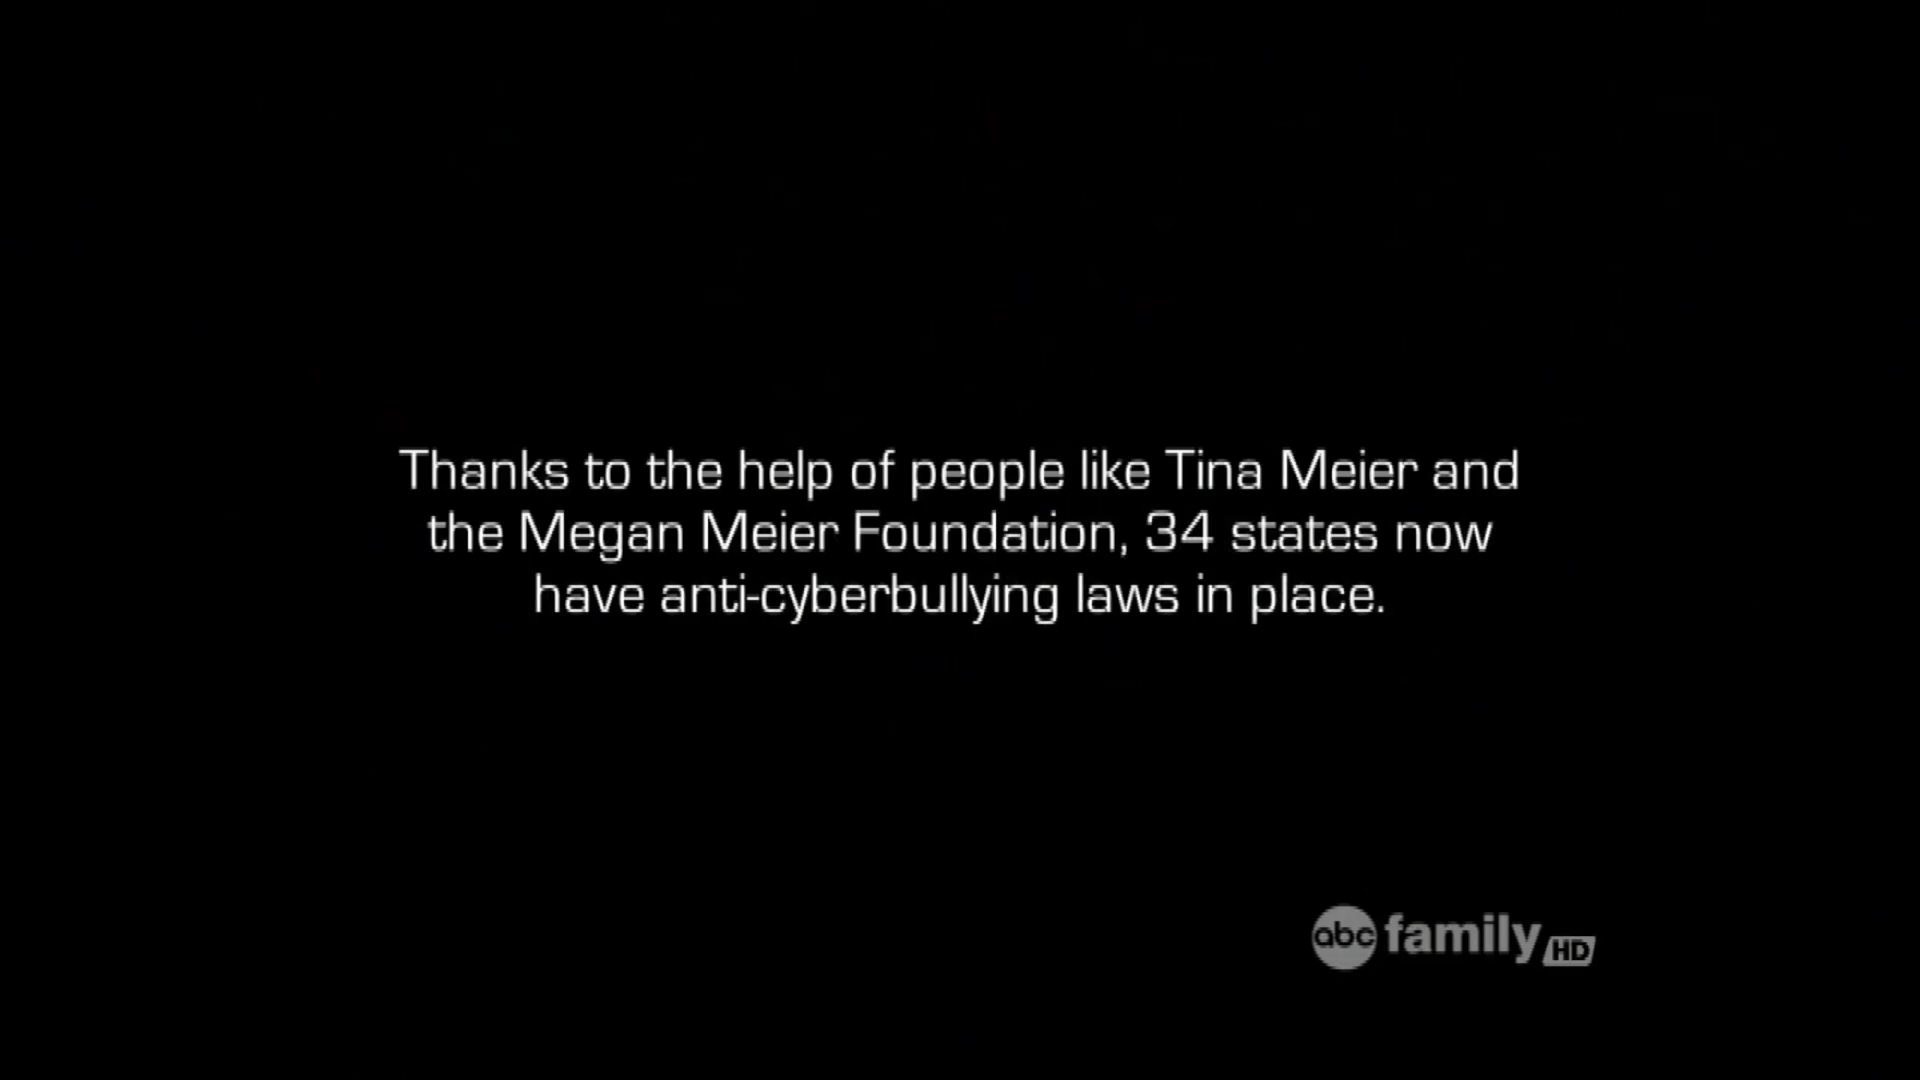 Thanks to the help of people like Tina Meier and
the Megan Meier Foundation, 34 states now
have anti-cyberbullying laws in place.
abc family HD